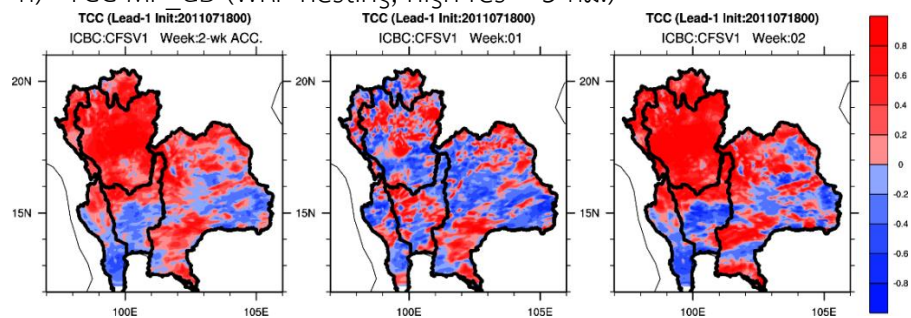 TCC (Lead-1 Init:2011071800)
ICBC:CFSV1 Week:2-wk ACC.
TCC (Lead-1 Init:2011071800)
ICBC:CFSV1 Week:01
TCC (Lead-1 Init:2011071800)
ICBC:CFSV1 Week:02
20N
15N
100E
105E
20N
15N
100E
105E
20N
15N
100E
105E
0.8
0.6
0.4
0.2
0
-0.2
-0.4
-0.6
-0.8